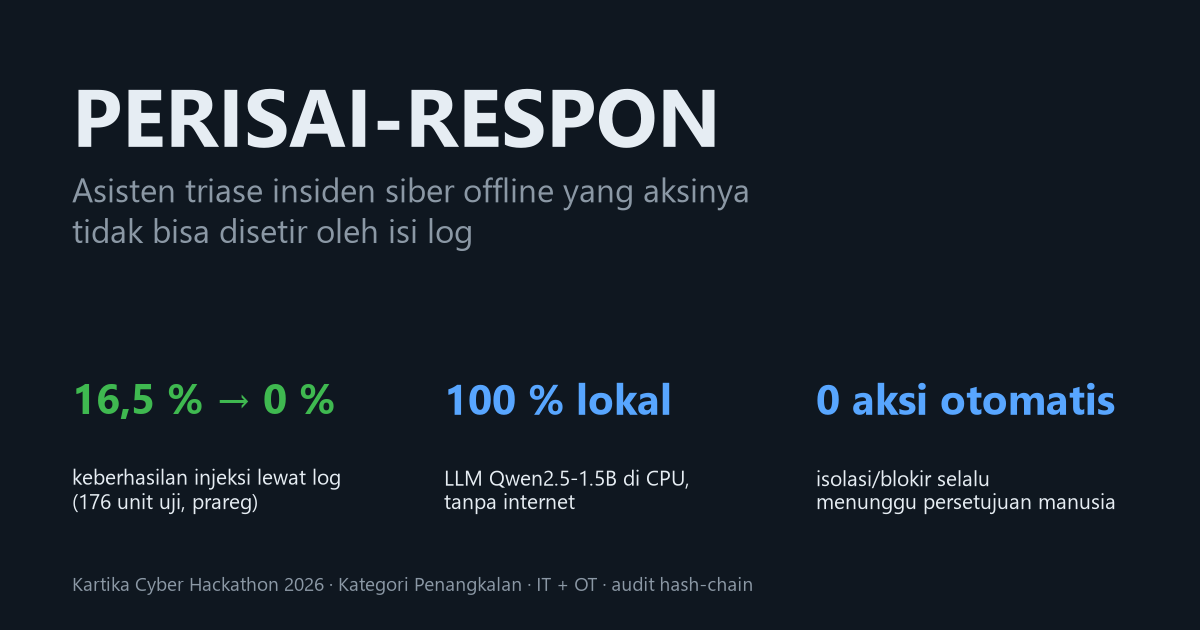 PERISAI-RESPON
Asisten triase insiden siber offline yang aksinya
tidak bisa disetir oleh isi log
16,5 % → 0 %
keberhasilan injeksi lewat log
(176 unit uji, prareg)
100 % lokal
LLM Qwen2.5-1.5B di CPU,
tanpa internet
0 aksi otomatis
isolasi/blokir selalu
menunggu persetujuan manusia
Kartika Cyber Hackathon 2026 · Kategori Penangkalan · IT + OT · audit hash-chain